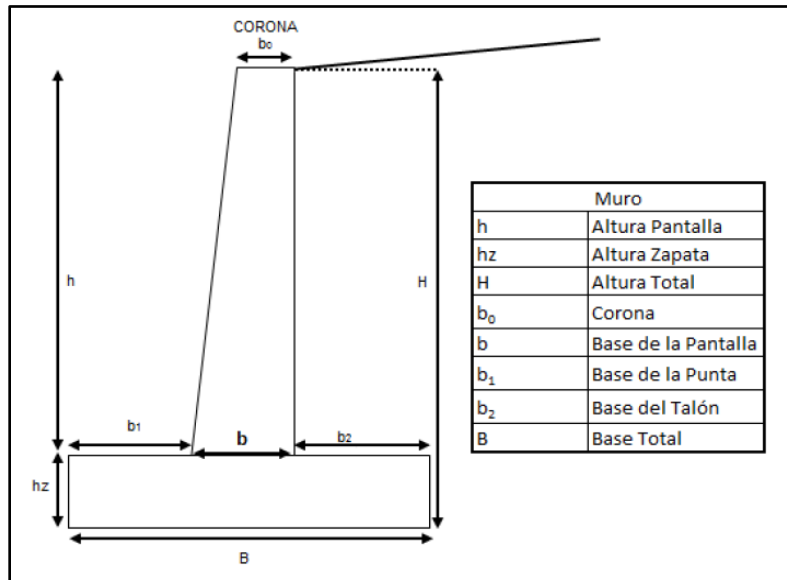 CORONA
b₀
h
H
b₁
b
b₂
hz
B
Muro
h Altura Pantalla
hz Altura Zapata
H Altura Total
b₀ Corona
b Base de la Pantalla
b₁ Base de la Punta
b₂ Base del Talón
B Base Total